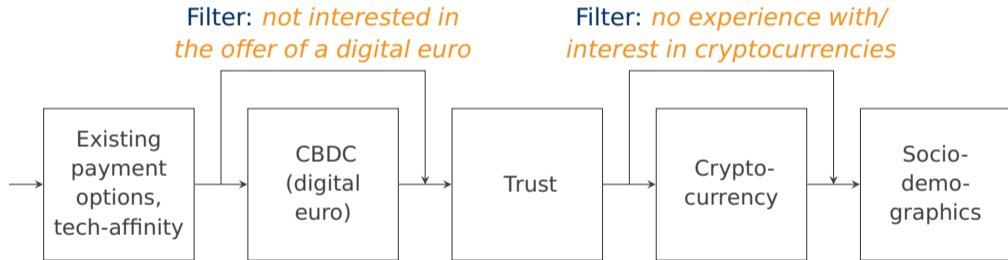 Filter: not interested in
the offer of a digital euro
Filter: no experience with/
interest in cryptocurrencies
Existing
payment
options,
tech-affinity
CBDC
(digital
euro)
Trust
Crypto-
currency
Socio-
demo-
graphics